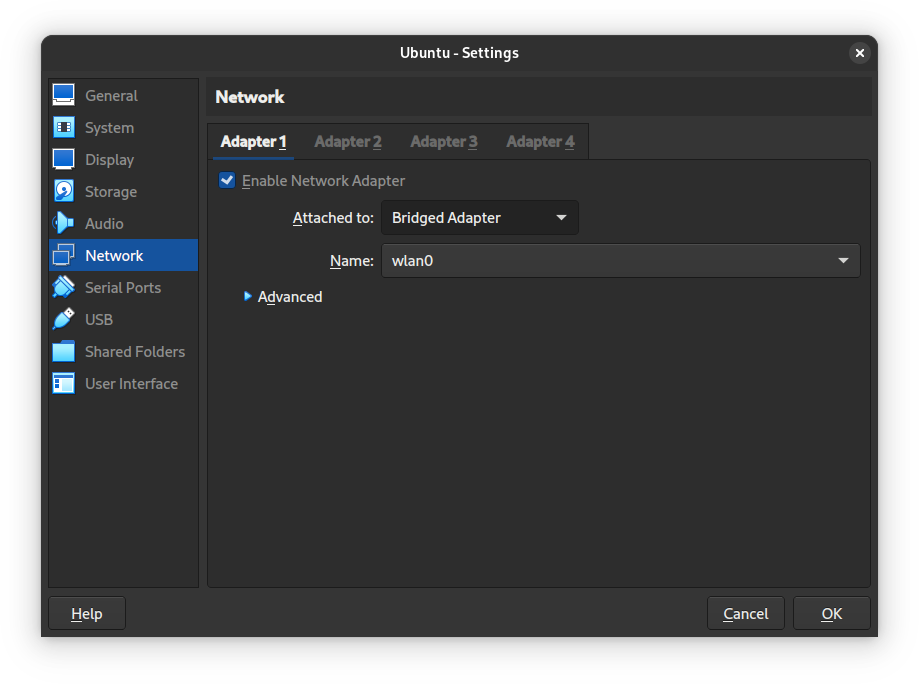 Ubuntu - Settings
General
System
Display
Storage
Audio
Network
Serial Ports
USB
Shared Folders
User Interface
Network
Adapter 1 Adapter 2 Adapter 3 Adapter 4
Enable Network Adapter
Attached to: Bridged Adapter
Name: wlan0
Advanced
Help Cancel OK